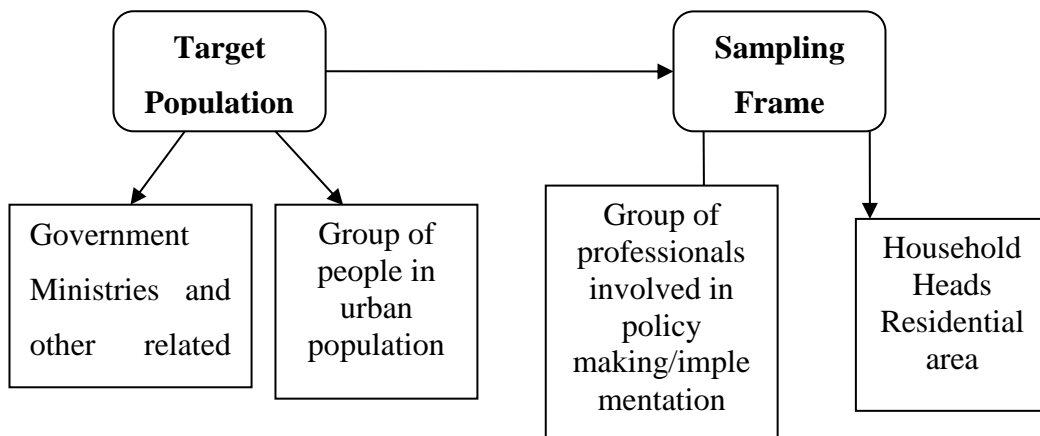 Target
Population
Sampling
Frame
Government
Ministries and
other related
Group of
people in
urban
population
Group of
professionals
involved in
policy
making/imple
mentation
Household
Heads
Residential
area